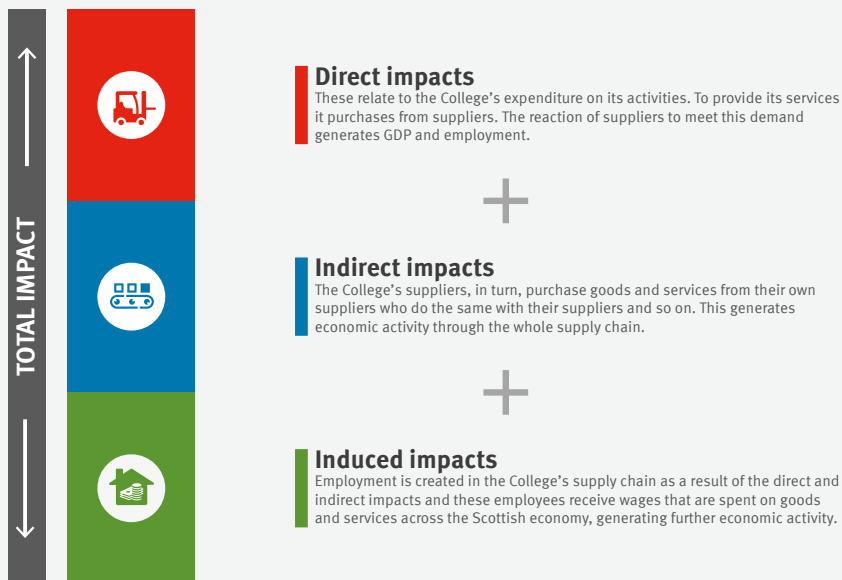 TOTAL IMPACT
Direct impacts
These relate to the College’s expenditure on its activities. To provide its services
it purchases from suppliers. The reaction of suppliers to meet this demand
generates GDP and employment.
+
Indirect impacts
The College’s suppliers, in turn, purchase goods and services from their own
suppliers who do the same with their suppliers and so on. This generates
economic activity through the whole supply chain.
+
Induced impacts
Employment is created in the College’s supply chain as a result of the direct and
indirect impacts and these employees receive wages that are spent on goods
and services across the Scottish economy, generating further economic activity.